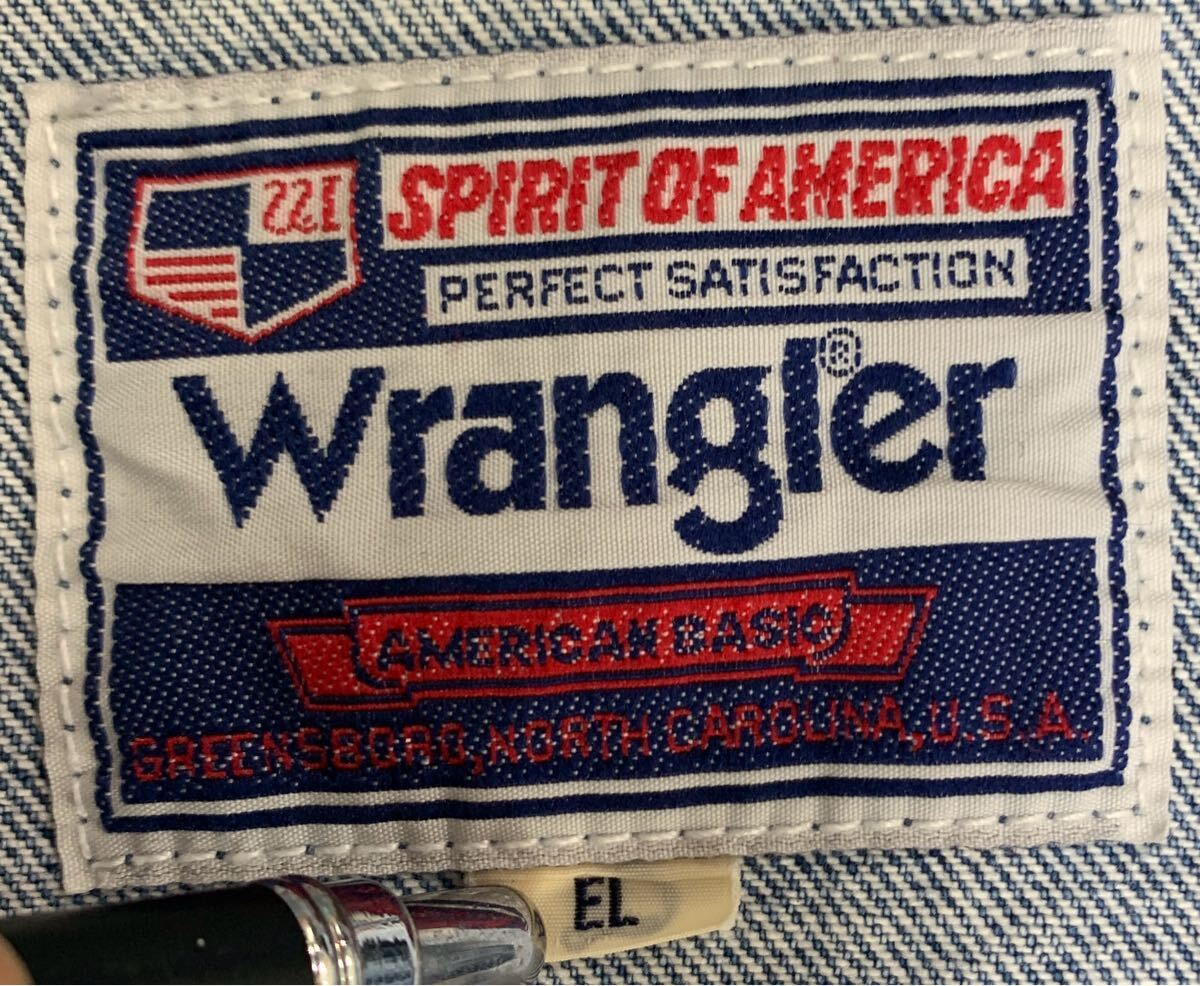 SPIRIT OF AMERICA
PERFECT SATISFACTION
Wrangler®
AMERICAN BASIC
GREENSBORO, NORTH CAROLINA, U.S.A.
EL